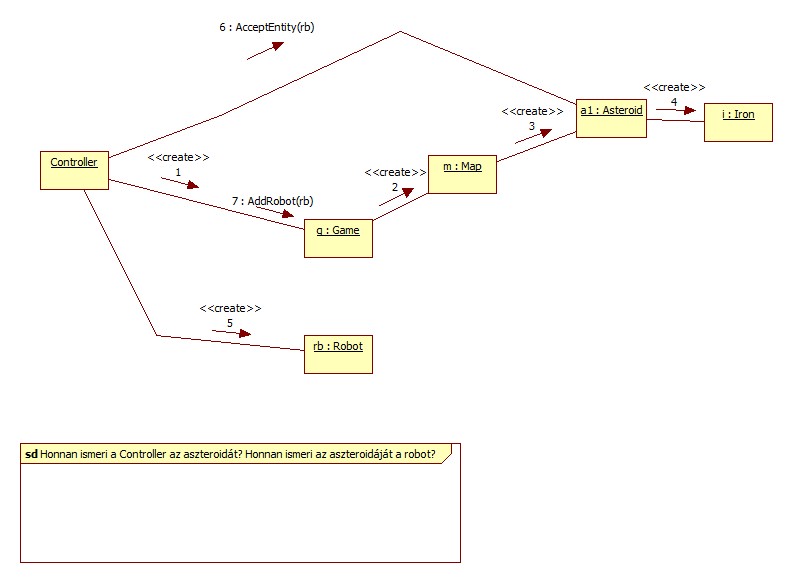 6 : AcceptEntity(rb)
<<create>>
4
a1 : Asteroid
i : Iron
<<create>>
3
Controller
<<create>>
1
m : Map
<<create>>
2
7 : AddRobot(rb)
g : Game
<<create>>
5
rb : Robot
sd Honnan ismeri a Controller az aszteroidát? Honnan ismeri az aszteroidáját a robot?